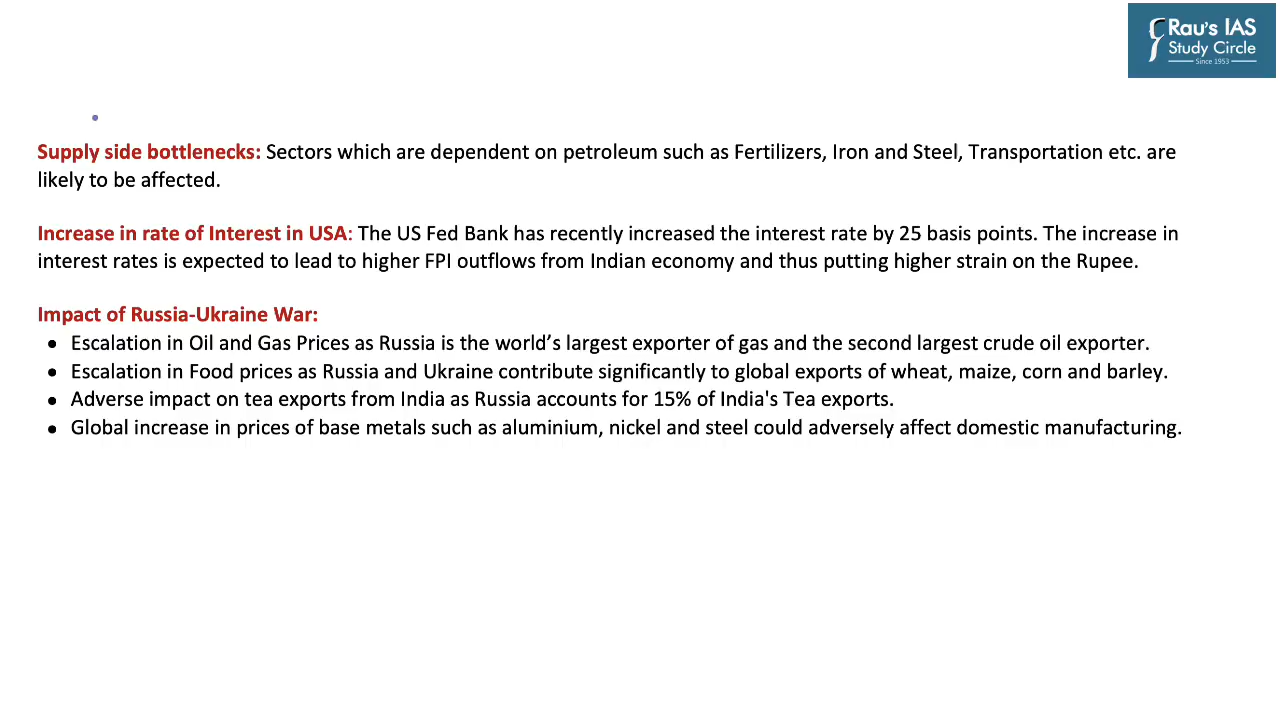 Rau's IAS
Study Circle
Since 1953
Supply side bottlenecks: Sectors which are dependent on petroleum such as Fertilizers, Iron and Steel, Transportation etc. are
likely to be affected.
Increase in rate of Interest in USA: The US Fed Bank has recently increased the interest rate by 25 basis points. The increase in
interest rates is expected to lead to higher FPI outflows from Indian economy and thus putting higher strain on the Rupee.
Impact of Russia-Ukraine War:
● Escalation in Oil and Gas Prices as Russia is the world’s largest exporter of gas and the second largest crude oil exporter.
● Escalation in Food prices as Russia and Ukraine contribute significantly to global exports of wheat, maize, corn and barley.
● Adverse impact on tea exports from India as Russia accounts for 15% of India's Tea exports.
● Global increase in prices of base metals such as aluminium, nickel and steel could adversely affect domestic manufacturing.